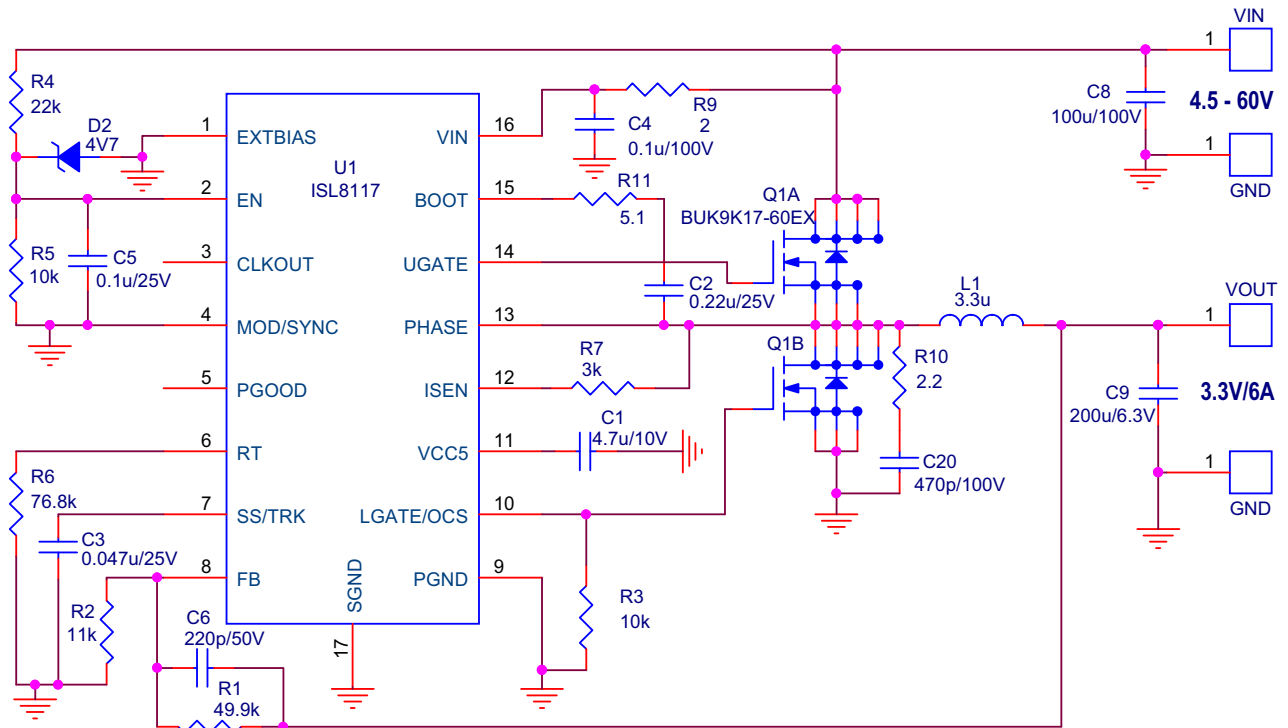 VIN
1
R4
22k
D2
4V7
1
EXTBIAS
VIN
16
R9
2
C4
0.1u/100V
C8
100u/100V
4.5 - 60V
1
GND
U1
ISL8117
2
EN
BOOT
15
R11
5.1
Q1A
BUK9K17-60EX
R5
10k
C5
0.1u/25V
3
CLKOUT
UGATE
14
C2
0.22u/25V
L1
3.3u
VOUT
1
4
MOD/SYNC
PHASE
13
Q1B
R7
3k
R10
2.2
5
PGOOD
ISEN
12
C9
200u/6.3V
3.3V/6A
C1
4.7u/10V
6
RT
VCC5
11
C20
470p/100V
1
GND
R6
76.8k
7
SS/TRK
LGATE/OCS
10
C3
0.047u/25V
8
FB
SGND
PGND
9
R2
11k
C6
220p/50V
17
R3
10k
R1
49.9k